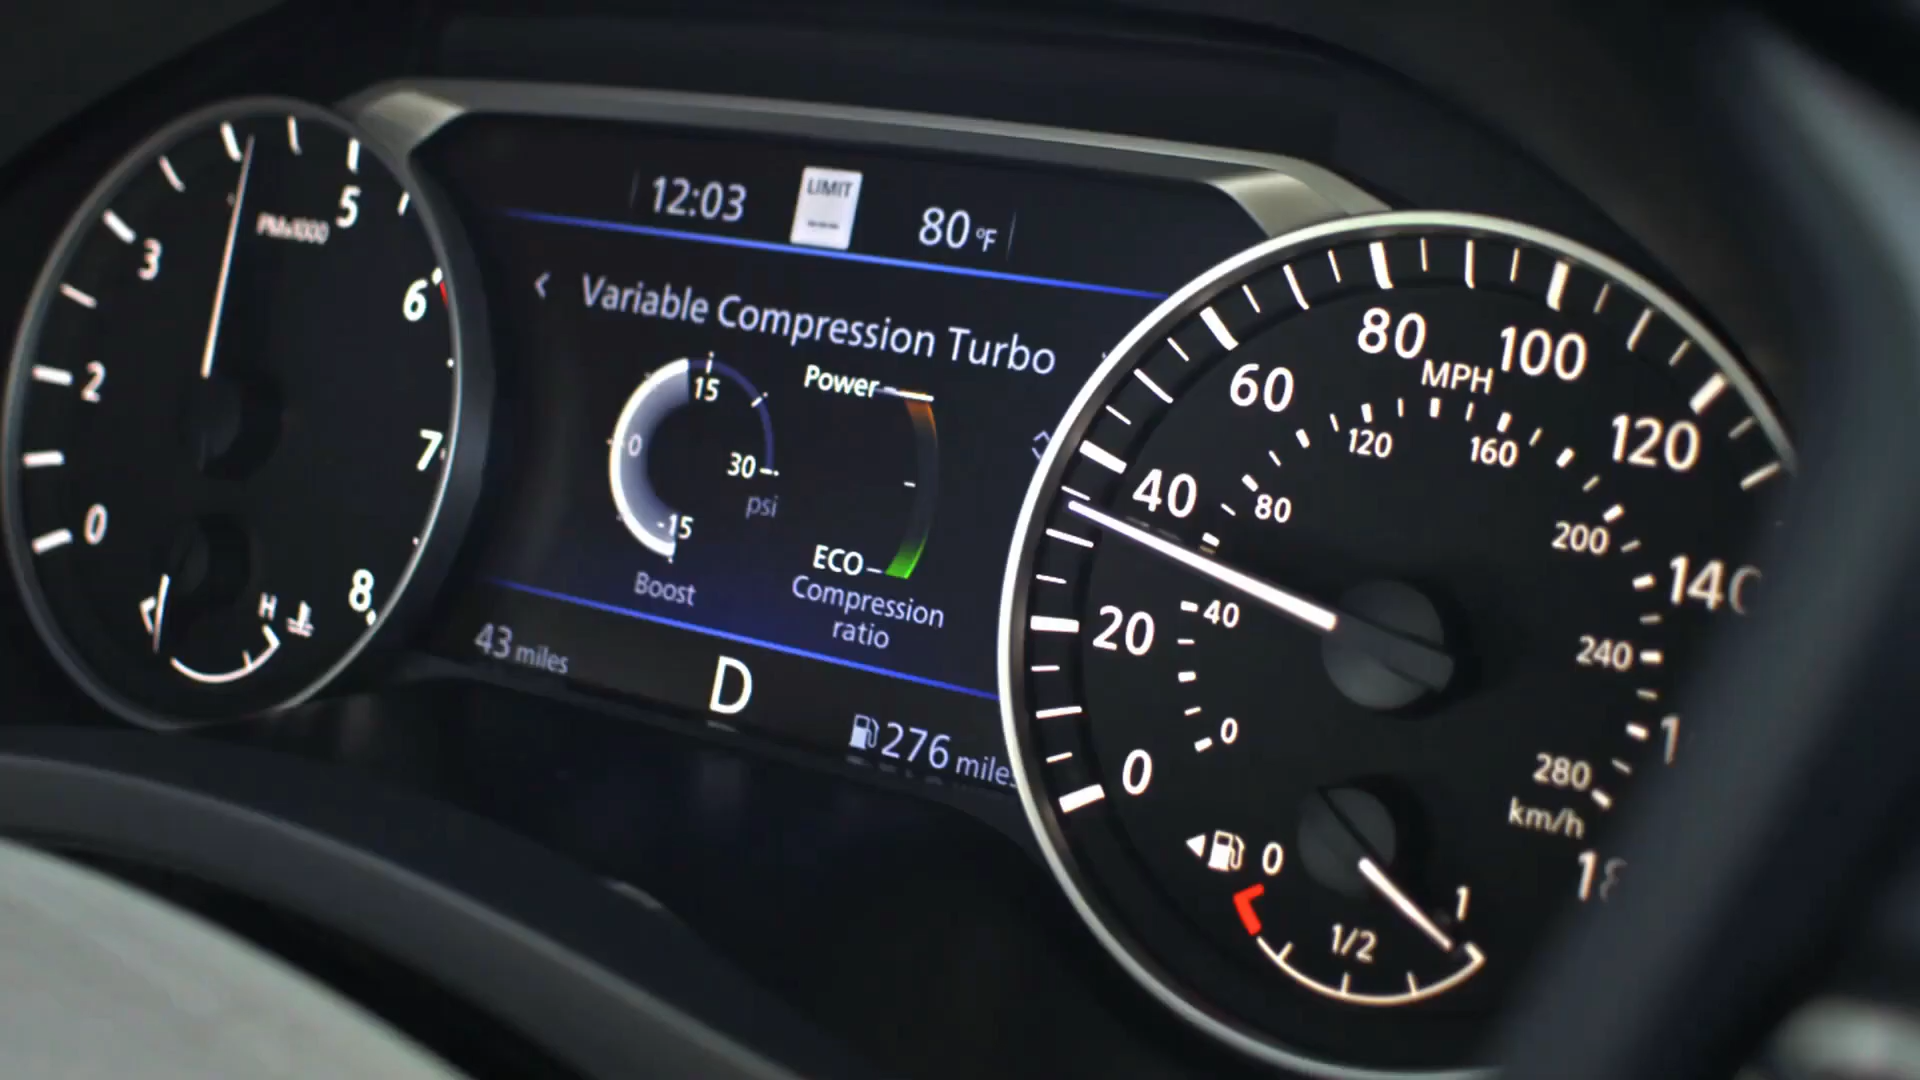 12:03
LIMIT
80 °F
Variable Compression Turbo
15
0
30
psi
-15
Boost
Power
ECO
Compression
ratio
43 miles
D
276 miles
0
2
3
5
6
7
8
H
0
20
40
60
80
100
120
MPH
0
40
80
120
160
200
240
280
km/h
0
1/2
1